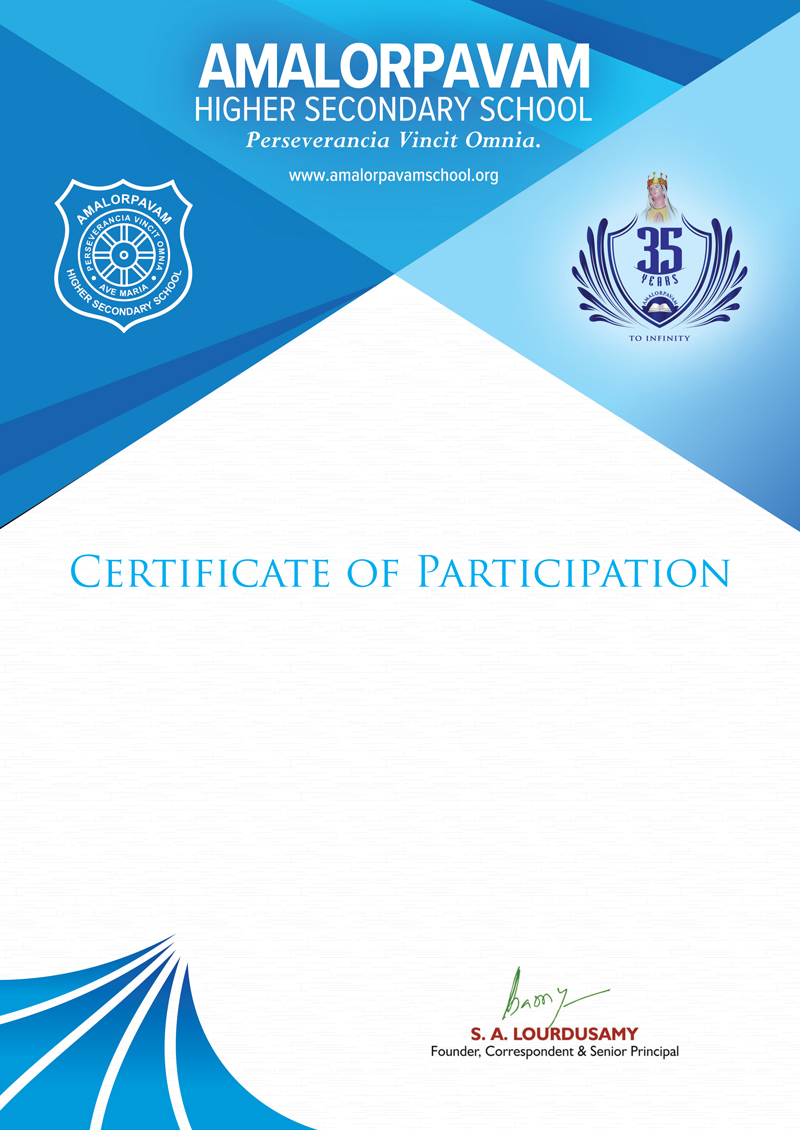 AMALORPAVAM
HIGHER SECONDARY SCHOOL
Perseverancia Vincit Omnia.
www.amalorpavamschool.org
AMALORPAVAM
PERSEVERANCIA VINCIT OMNIA
AVE MARIA
HIGHER SECONDARY SCHOOL
35
YEARS
AMALORPAVAM
TO INFINITY
CERTIFICATE OF PARTICIPATION
S. A. LOURDUSAMY
Founder, Correspondent & Senior Principal